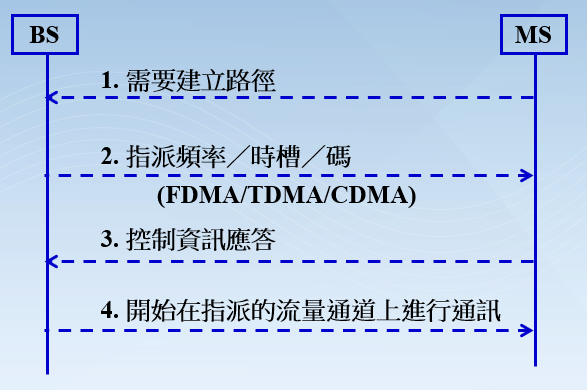 BS
MS
1. 需要建立路徑
2. 指派頻率／時槽／碼
(FDMA/TDMA/CDMA)
3. 控制資訊應答
4. 開始在指派的流量通道上進行通訊